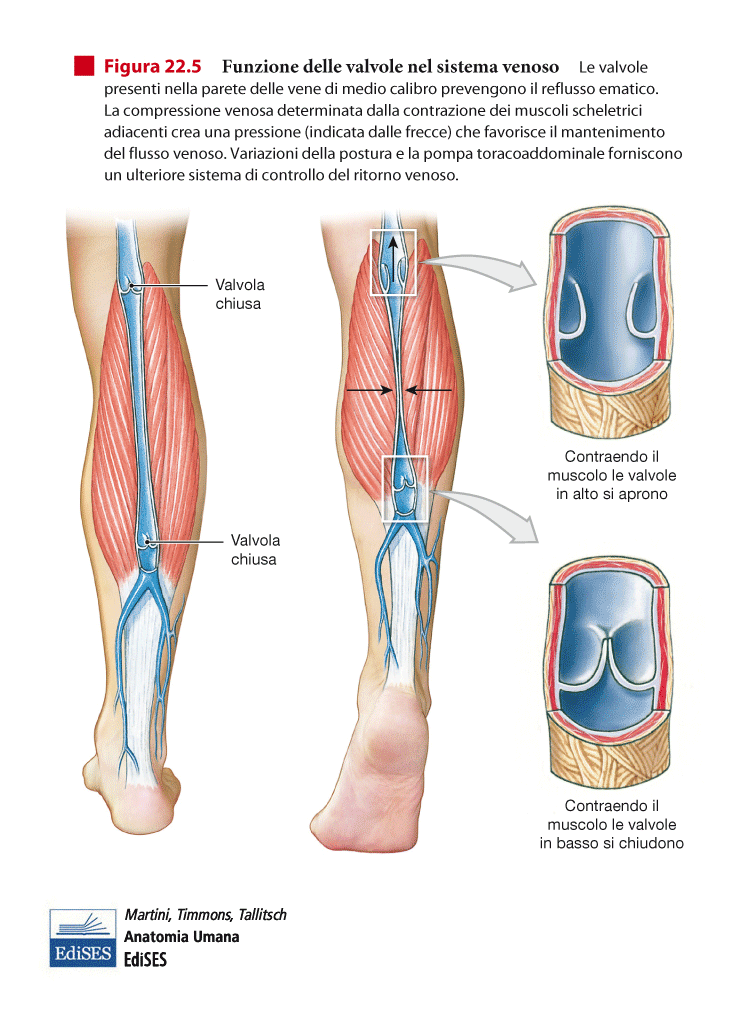 Figura 22.5 Funzione delle valvole nel sistema venoso Le valvole
presenti nella parete delle vene di medio calibro prevengono il reflusso ematico.
La compressione venosa determinata dalla contrazione dei muscoli scheletrici
adiacenti crea una pressione (indicata dalle frecce) che favorisce il mantenimento
del flusso venoso. Variazioni della postura e la pompa toracoaddominale forniscono
un ulteriore sistema di controllo del ritorno venoso.
Valvola
chiusa
Valvola
chiusa
Contraendo il
muscolo le valvole
in alto si aprono
Contraendo il
muscolo le valvole
in basso si chiudono
EdiSES
Martini, Timmons, Tallitsch
Anatomia Umana
EdiSES